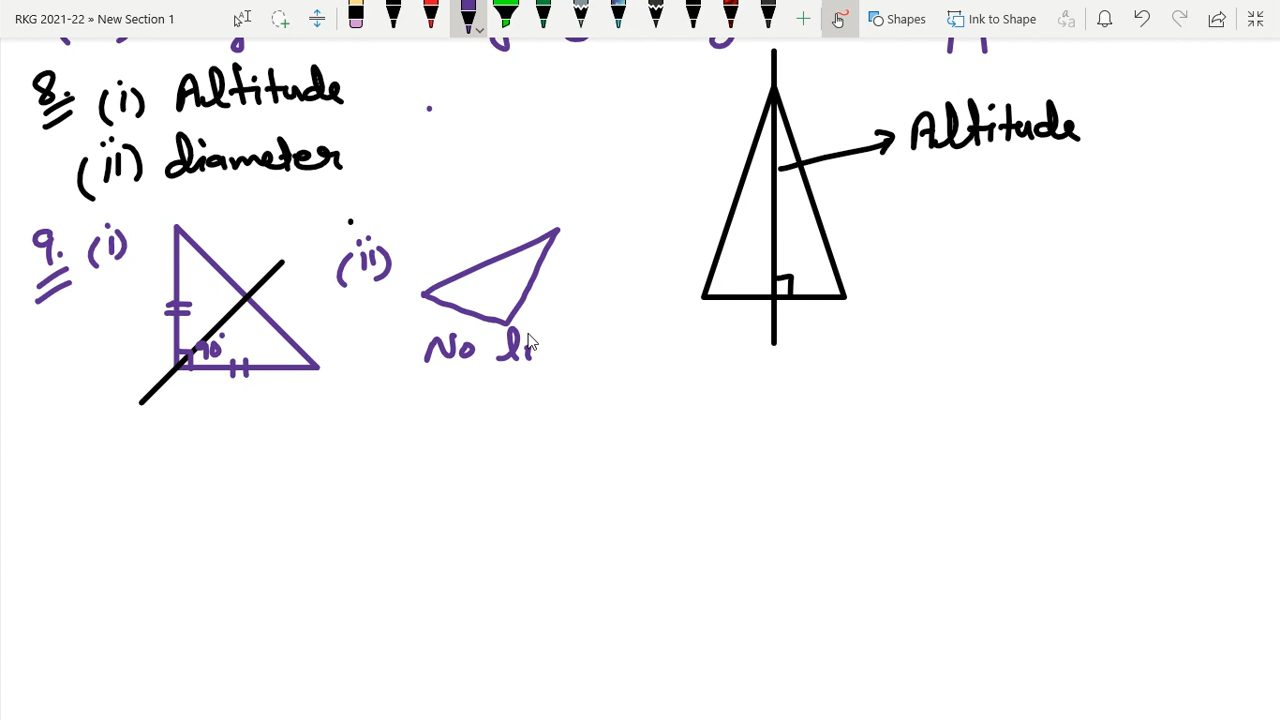 RKG 2021-22 » New Section 1
Shapes
Ink to Shape
8. (i) Altitude
(ii) diameter
Altitude
9. (i)
90°
(ii)
No li